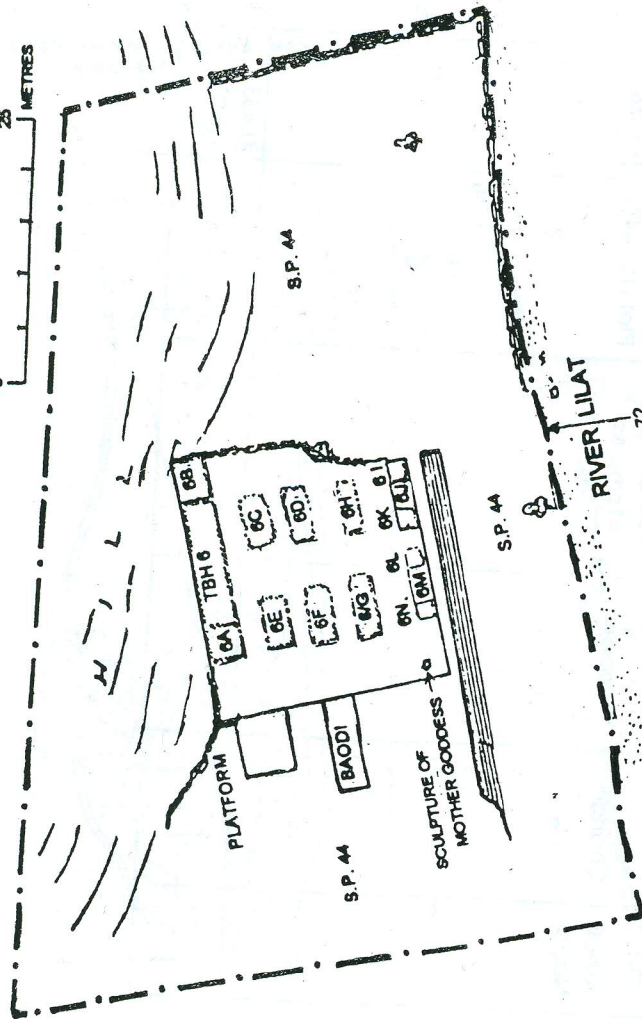 25
METRES
S.P. 44
6B
TBH 6
6A
6C
6D
6E
6F
6H
6G
6I
6J
6K
6L
6M
6N
PLATFORM
BAODI
S.P. 44
SCULPTURE OF
MOTHER GODDESS
S.P. 44
RIVER LILAT